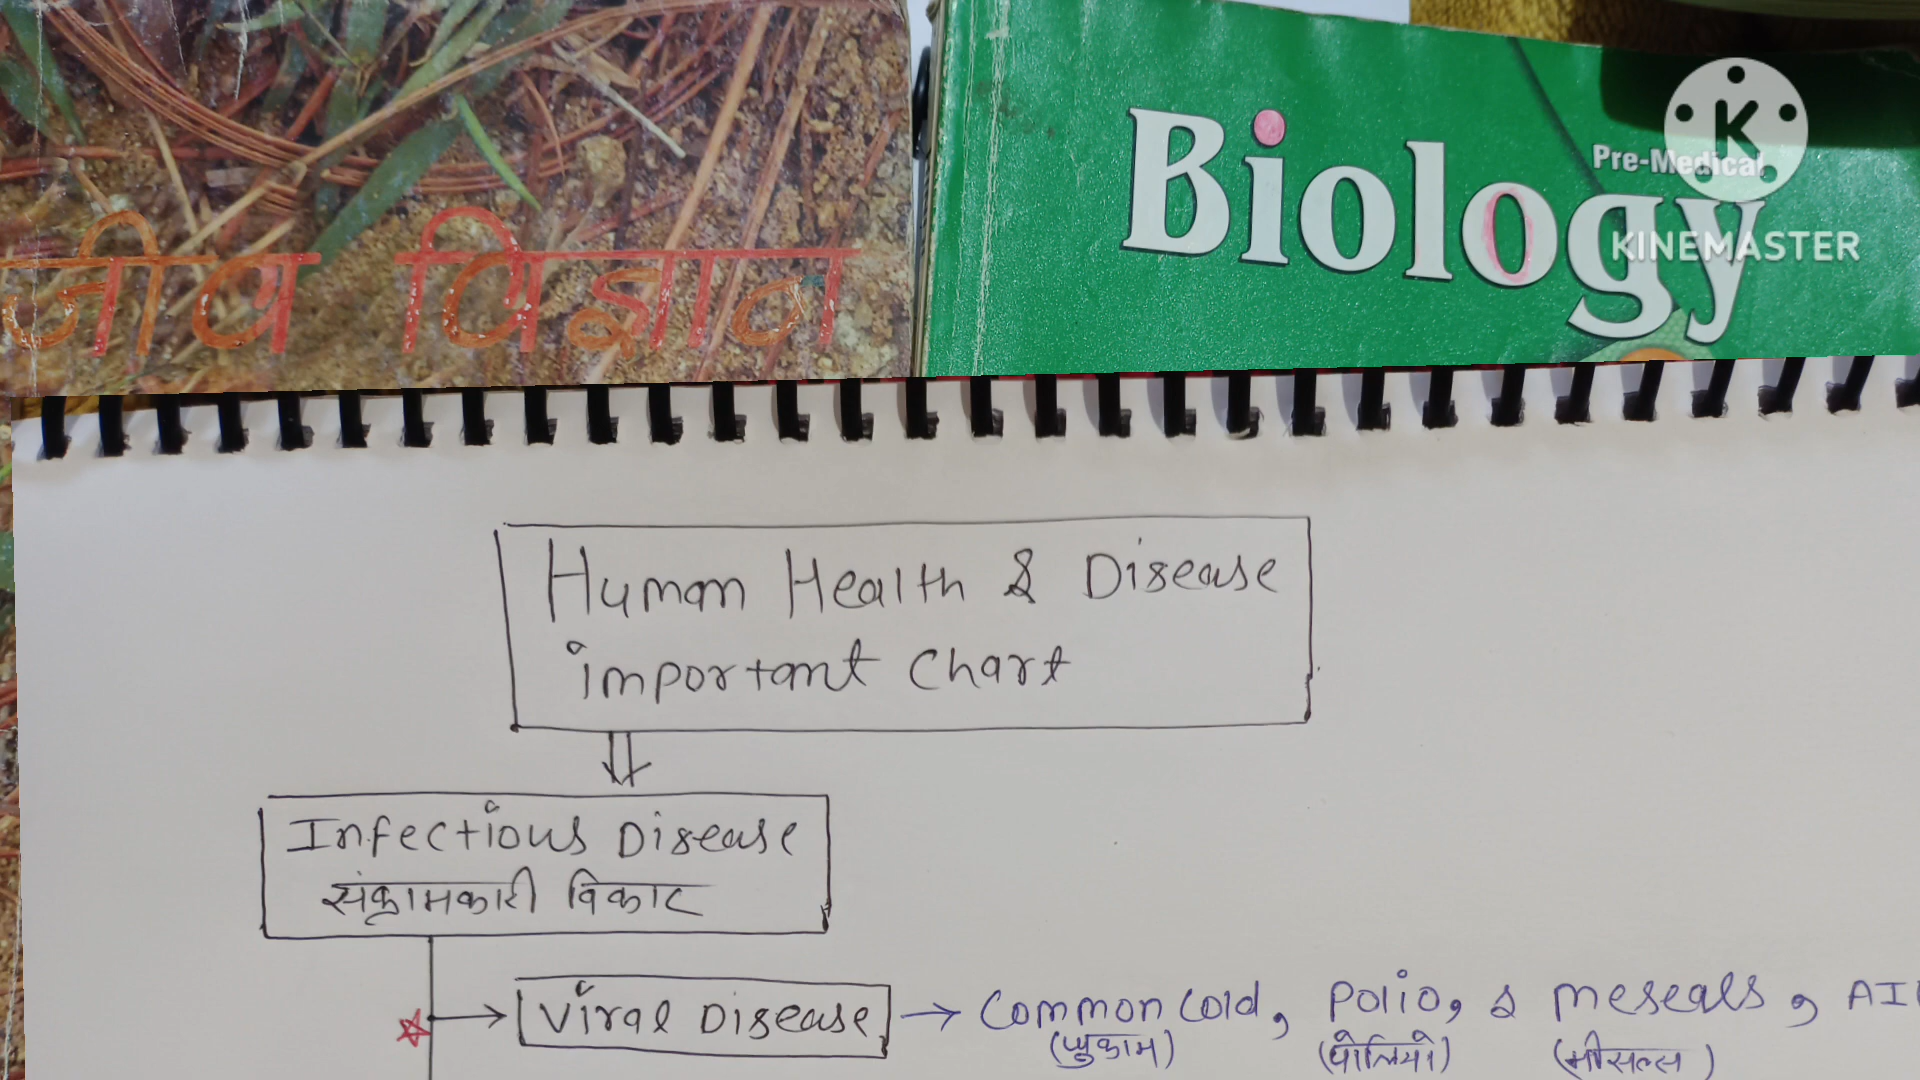 जीव विज्ञान
Biology
Pre-Medical
KINEMASTER
Human Health & Disease
important Chart
Infectious Disease
संक्रामकारी विकार
Viral Disease → Common Cold, Polio, & meseals, AI
(जुकाम) (पोलियो) (मीसल्स)